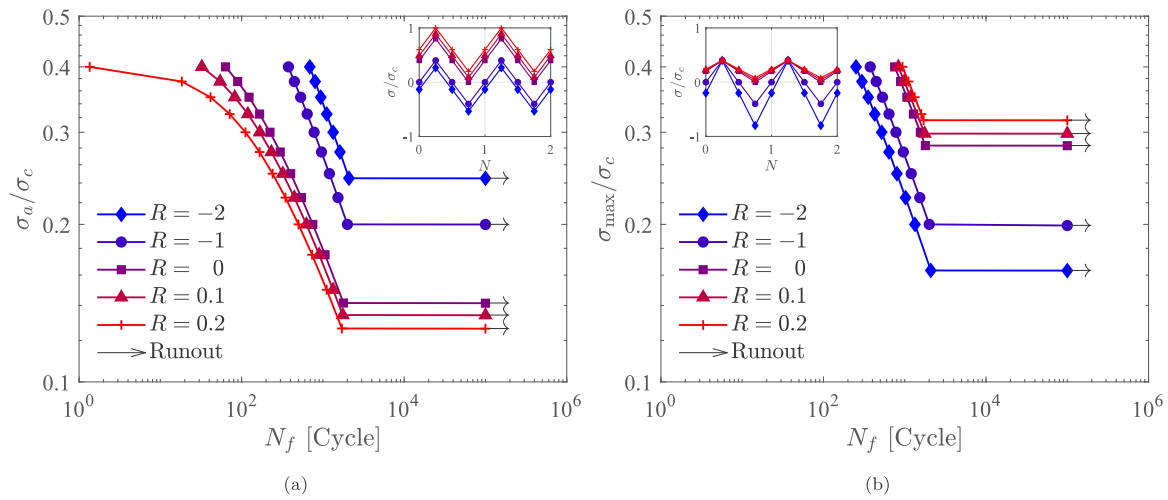 0.5
0.4
0.3
0.2
0.1
σ_a/σ_c
10^0
10^2
10^4
10^6
N_f [Cycle]
R = −2
R = −1
R = 0
R = 0.1
R = 0.2
Runout
1
0
-1
σ/σ_c
0
1
2
N
(a)
0.5
0.4
0.3
0.2
0.1
σ_max/σ_c
10^0
10^2
10^4
10^6
N_f [Cycle]
R = −2
R = −1
R = 0
R = 0.1
R = 0.2
Runout
1
0
-1
σ/σ_c
0
1
2
N
(b)